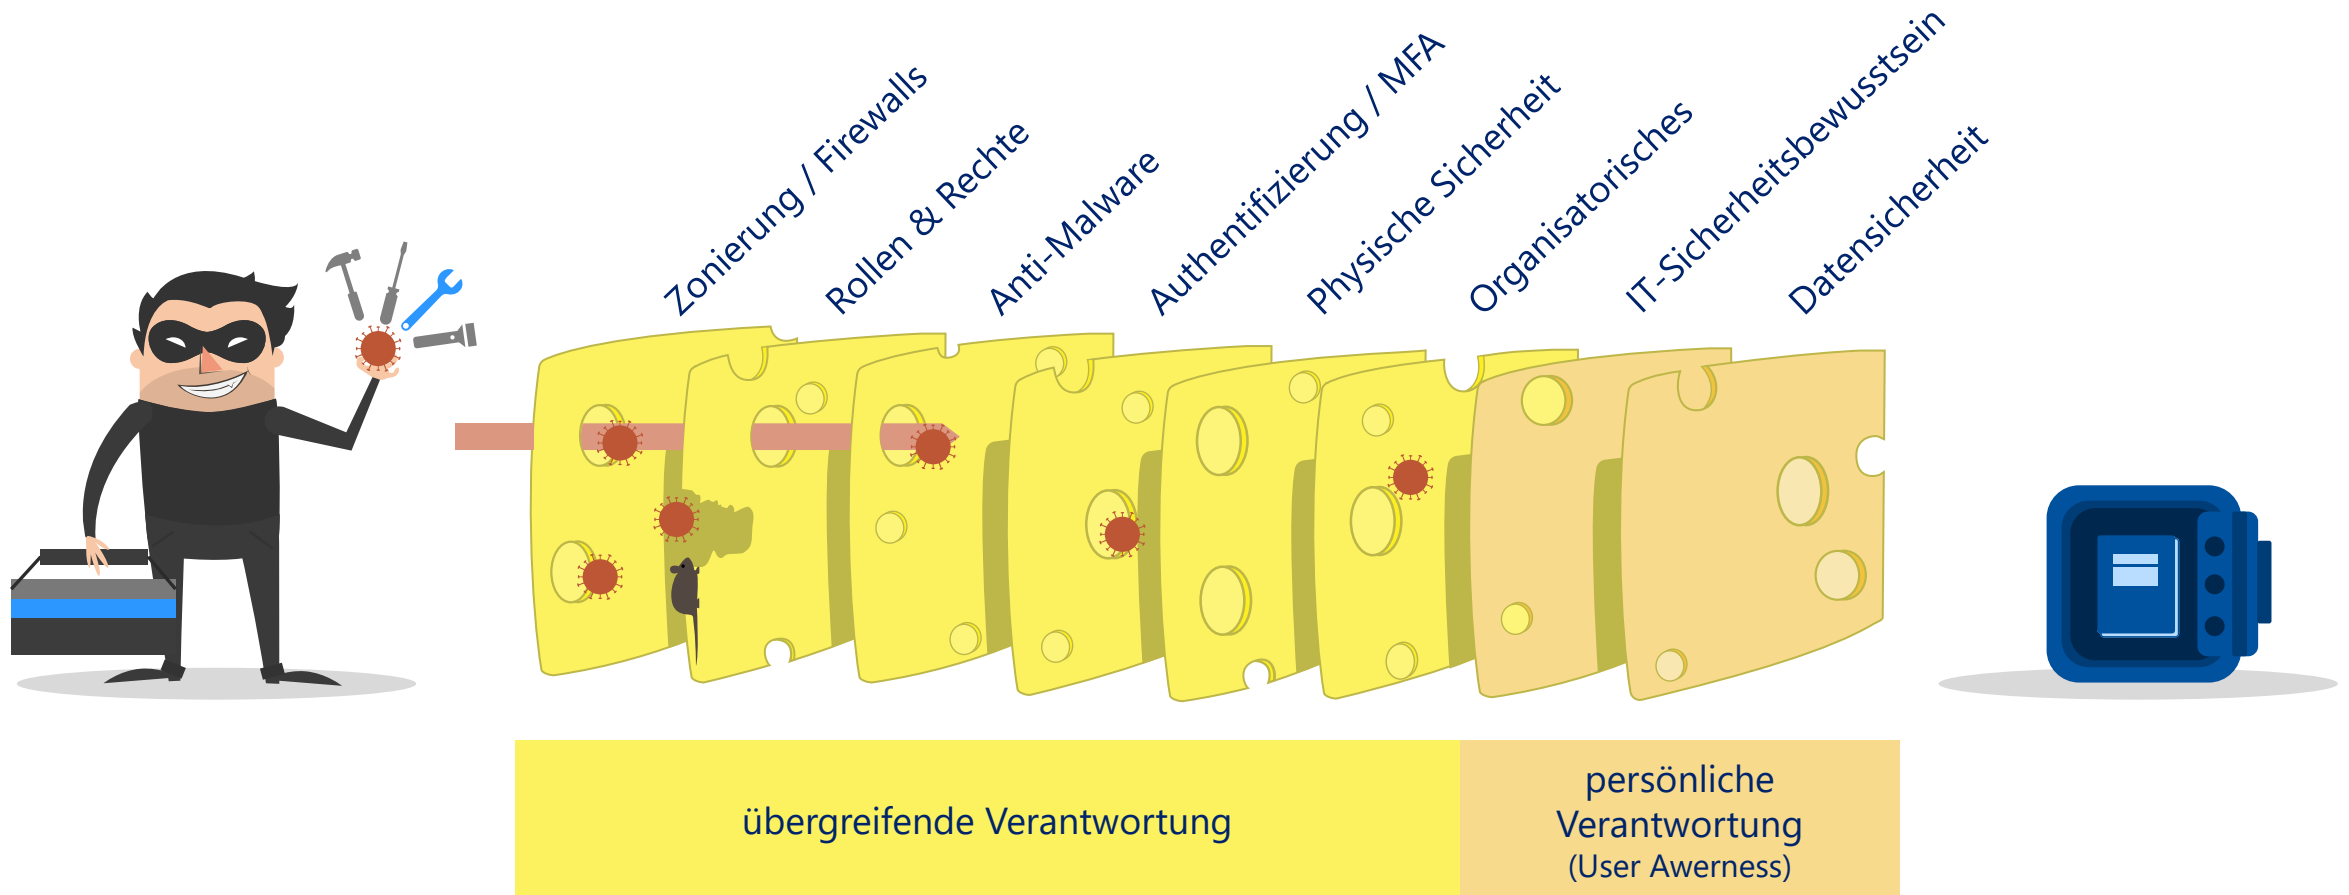 Zonierung / Firewalls
Rollen & Rechte
Anti-Malware
Authentifizierung / MFA
Physische Sicherheit
Organisatorisches
IT-Sicherheitsbewusstsein
Datensicherheit
übergreifende Verantwortung
persönliche
Verantwortung
(User Awerness)